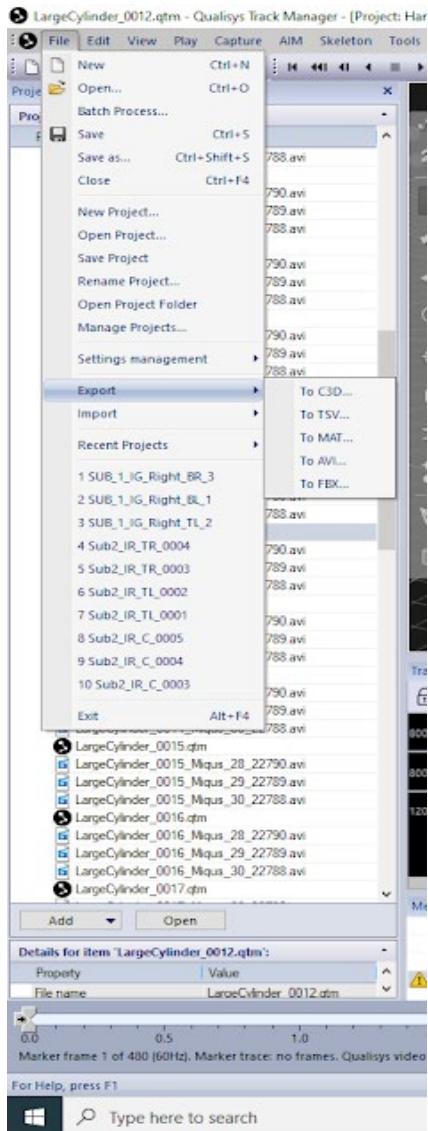 LargeCylinder_0012.qtm - Qualisys Track Manager - [Project: Har
File Edit View Play Capture AIM Skeleton Tools
New Ctrl+N
Open... Ctrl+O
Batch Process...
Save Ctrl+S
Save as... Ctrl+Shift+S
788.avi
Close Ctrl+F4
790.avi
789.avi
New Project...
788.avi
Open Project...
Save Project
790.avi
Rename Project...
789.avi
Open Project Folder
788.avi
Manage Projects...
790.avi
Settings management
789.avi
788.avi
Export
To C3D...
Import
To TSV...
To MAT...
Recent Projects
To AVI...
1 SUB_1_IG_Right_BR_3
To FBX...
2 SUB_1_IG_Right_BL_1
3 SUB_1_IG_Right_TL_2
788.avi
4 Sub2_IR_TR_0004
790.avi
5 Sub2_IR_TR_0003
789.avi
6 Sub2_IR_TL_0002
788.avi
7 Sub2_IR_TL_0001
790.avi
8 Sub2_IR_C_0005
789.avi
9 Sub2_IR_C_0004
788.avi
10 Sub2_IR_C_0003
790.avi
789.avi
Exit Alt+F4
788.avi
LargeCylinder_0015.qtm
LargeCylinder_0015_Miqus_28_22790.avi
LargeCylinder_0015_Miqus_29_22789.avi
LargeCylinder_0015_Miqus_30_22788.avi
LargeCylinder_0016.qtm
LargeCylinder_0016_Miqus_28_22790.avi
LargeCylinder_0016_Miqus_29_22789.avi
LargeCylinder_0016_Miqus_30_22788.avi
LargeCylinder_0017.qtm
Add Open
Details for item "LargeCylinder_0012.qtm":
Property Value
File name LargeCylinder_0012.qtm
0.0 0.5 1.0
Marker frame 1 of 480 (60Hz). Marker trace: no frames. Qualisys video
For Help, press F1
Type here to search